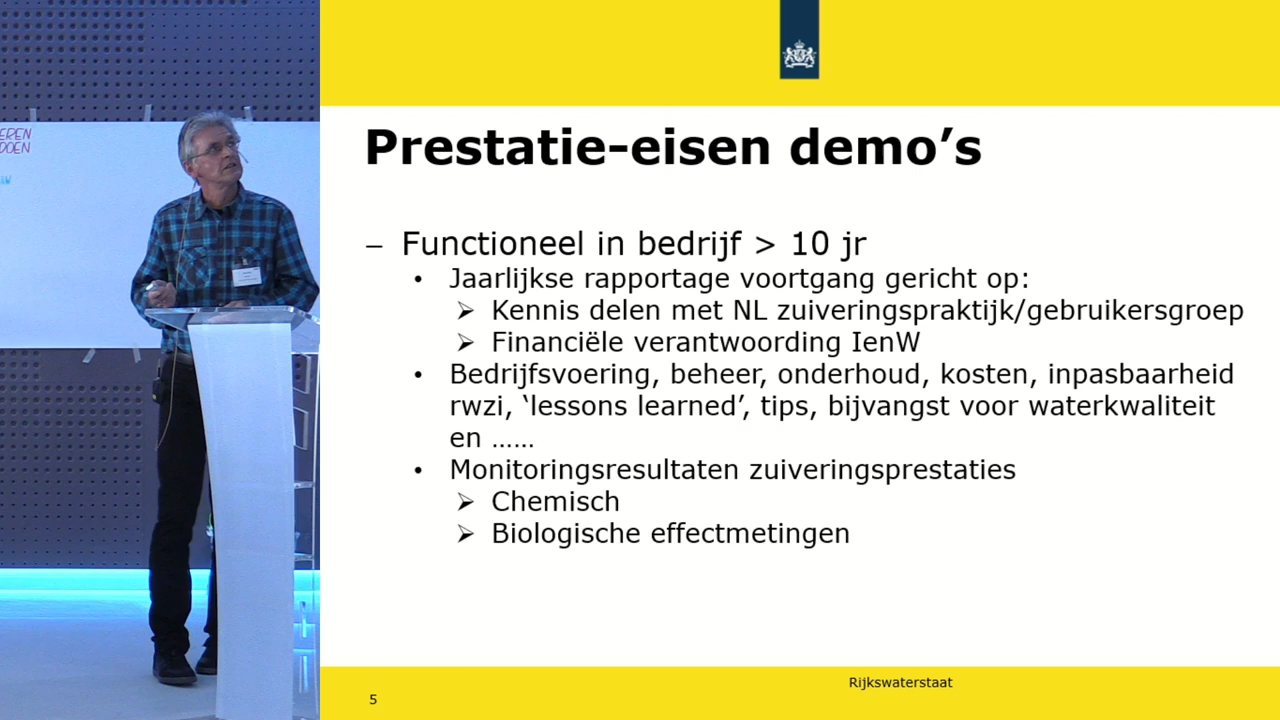 EREN
DOEN
Prestatie-eisen demo’s
– Functioneel in bedrijf > 10 jr
• Jaarlijkse rapportage voortgang gericht op:
➢ Kennis delen met NL zuiveringspraktijk/gebruikersgroep
➢ Financiële verantwoording IenW
• Bedrijfsvoering, beheer, onderhoud, kosten, inpasbaarheid
rwzi, ‘lessons learned’, tips, bijvangst voor waterkwaliteit
en ……
• Monitoringsresultaten zuiveringsprestaties
➢ Chemisch
➢ Biologische effectmetingen
Rijkswaterstaat
5